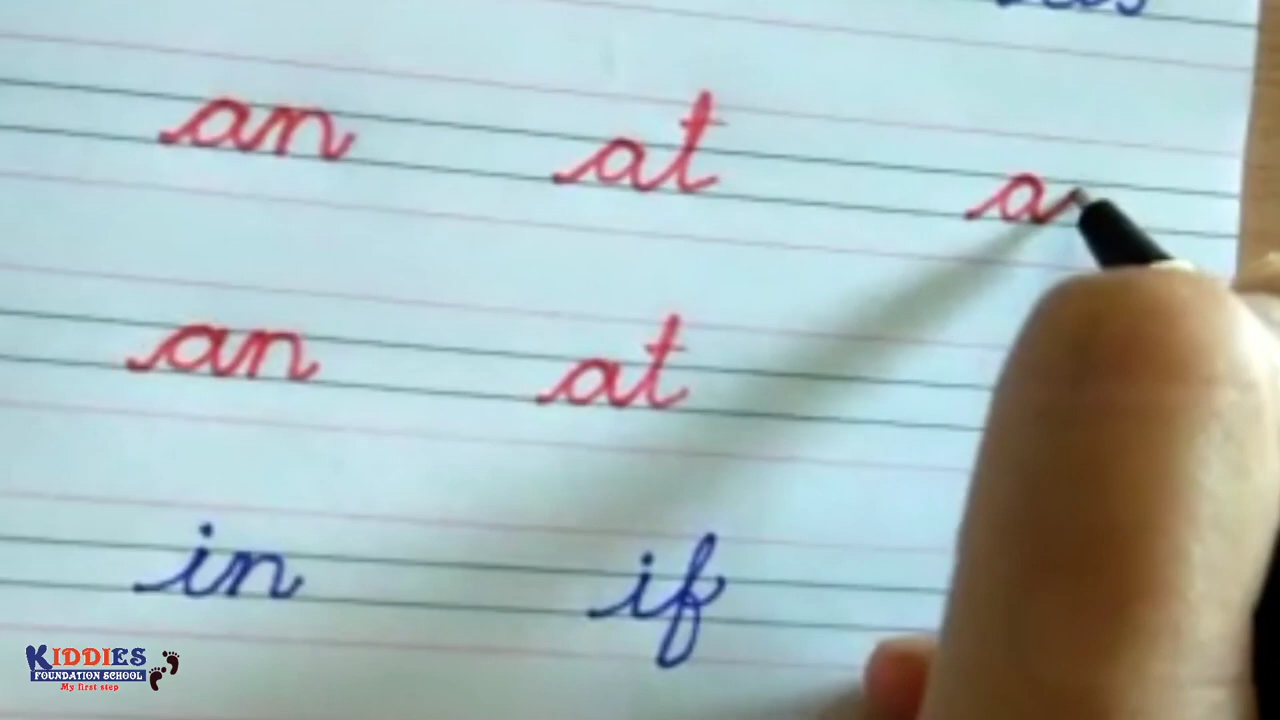 an at a
an at
in if
KIDDIES
FOUNDATION SCHOOL
My first step